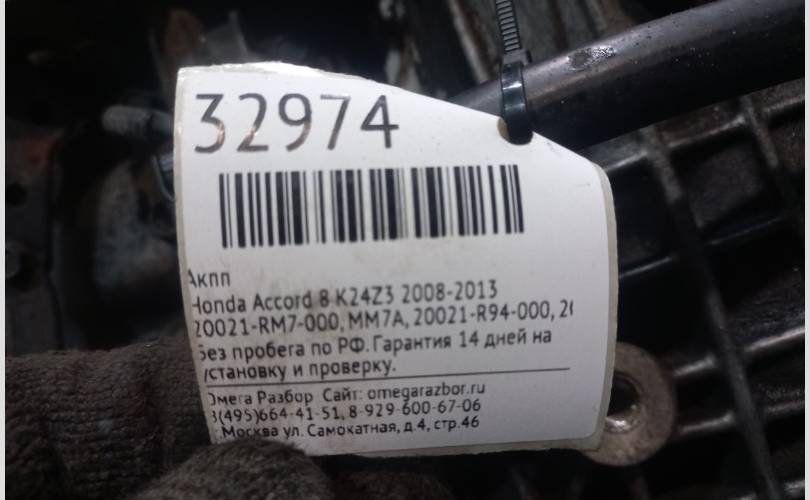 32974
Акпп
Honda Accord 8 K24Z3 2008-2013
20021-RM7-000, MM7A, 20021-R94-000, 20
Без пробега по РФ. Гарантия 14 дней на
установку и проверку.
Омега Разбор Сайт: omegarazbor.ru
8(495)664-41-51, 8-929-600-67-06
г. Москва ул. Самокатная, д.4, стр.46